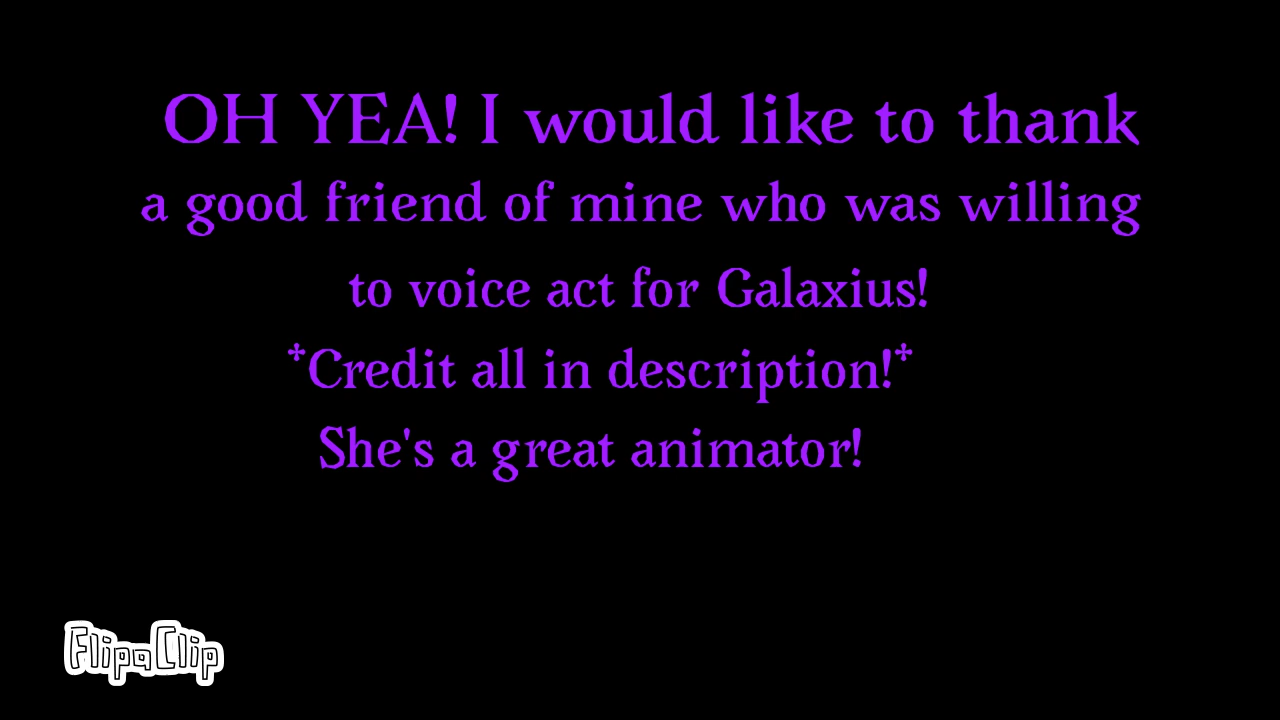 OH YEA! I would like to thank
a good friend of mine who was willing
to voice act for Galaxius!
*Credit all in description!*
She's a great animator!
FlipaClip